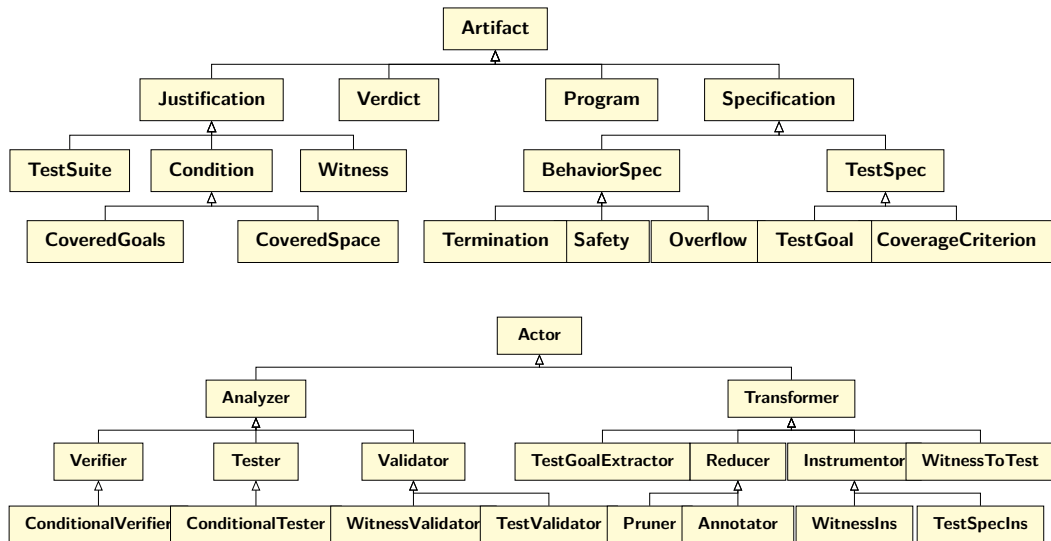 Artifact
Justification Verdict Program Specification
TestSuite Condition Witness BehaviorSpec TestSpec
CoveredGoals CoveredSpace Termination Safety Overflow TestGoal CoverageCriterion
Actor
Analyzer Transformer
Verifier Tester Validator TestGoalExtractor Reducer Instrumentor WitnessToTest
ConditionalVerifier ConditionalTester WitnessValidator TestValidator Pruner Annotator WitnessIns TestSpecIns